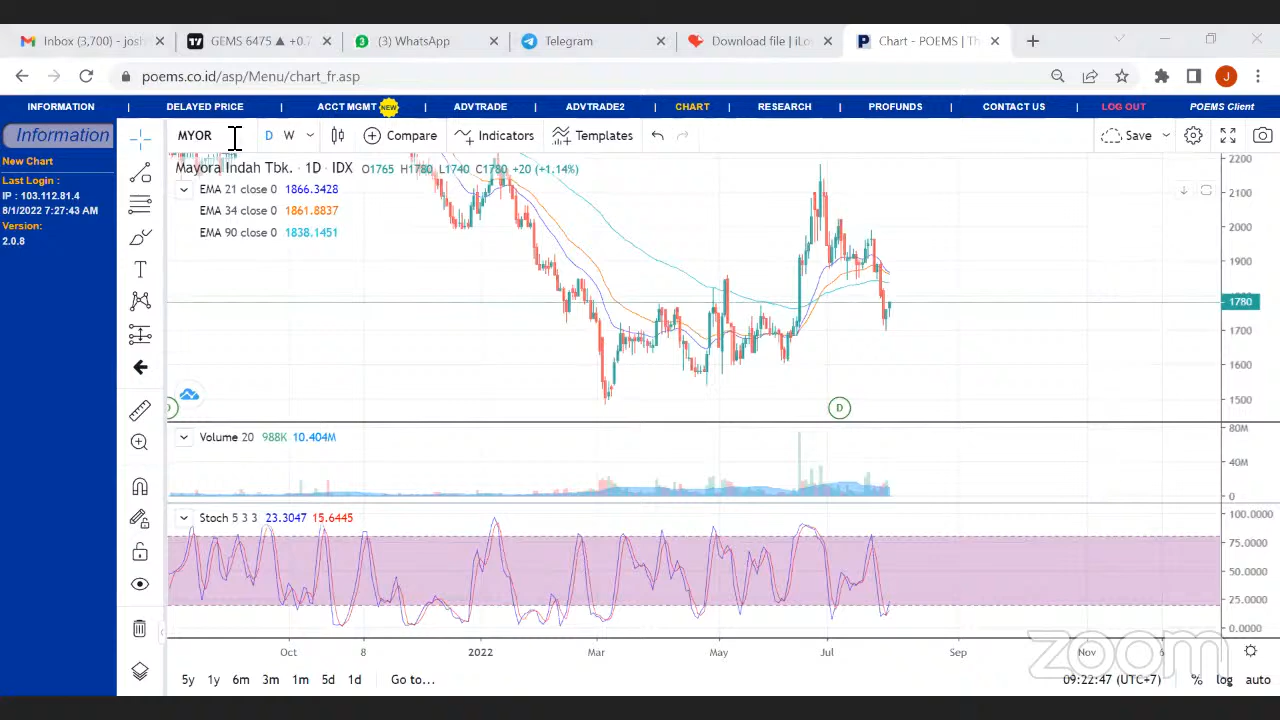 Inbox (3,700) - josh
GEMS 6475 ▲ +0.7
(3) WhatsApp
Telegram
Download file | iLo
Chart - POEMS | Th
poems.co.id/asp/Menu/chart_fr.asp
J
INFORMATION | DELAYED PRICE | ACCT MGMT NEW | ADVTRADE | ADVTRADE2 | CHART | RESEARCH | PROFUNDS | CONTACT US | LOG OUT POEMS Client
Information
New Chart
Last Login :
IP : 103.112.81.4
8/1/2022 7:27:43 AM
Version:
2.0.8
MYOR D W Compare Indicators Templates Save
Mayora Indah Tbk. · 1D · IDX O1765 H1780 L1740 C1780 +20 (+1.14%)
EMA 21 close 0 1866.3428
EMA 34 close 0 1861.8837
EMA 90 close 0 1838.1451
2200
2100
2000
1900
1780
1700
1600
1500
D
Volume 20 988K 10.404M
80M
40M
0
Stoch 5 3 3 23.3047 15.6445
100.0000
75.0000
50.0000
25.0000
0.0000
Oct 8 2022 Mar May Jul Sep Nov
zoom
5y 1y 6m 3m 1m 5d 1d Go to... 09:22:47 (UTC+7) % log auto